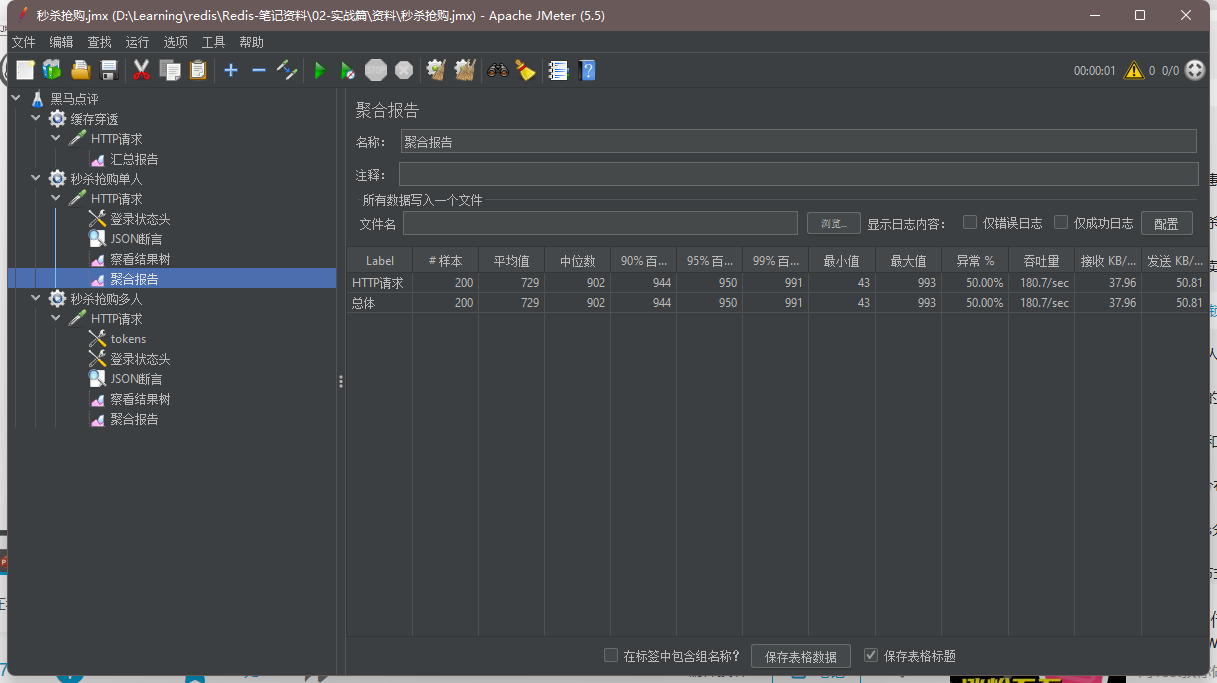 秒杀抢购.jmx (D:\Learning\redis\Redis-笔记资料\02-实战篇\资料\秒杀抢购.jmx) - Apache JMeter (5.5)
文件 编辑 查找 运行 选项 工具 帮助
00:00:01 0 0/0
黑马点评
缓存穿透
HTTP请求
汇总报告
秒杀抢购单人
HTTP请求
登录状态头
JSON断言
察看结果树
聚合报告
秒杀抢购多人
HTTP请求
tokens
登录状态头
JSON断言
察看结果树
聚合报告
聚合报告
名称： 聚合报告
注释：
所有数据写入一个文件
文件名 浏览... 显示日志内容： 仅错误日志 仅成功日志 配置
Label # 样本 平均值 中位数 90% 百... 95% 百... 99% 百... 最小值 最大值 异常 % 吞吐量 接收 KB/... 发送 KB/...
HTTP请求 200 729 902 944 950 991 43 993 50.00% 180.7/sec 37.96 50.81
总体 200 729 902 944 950 991 43 993 50.00% 180.7/sec 37.96 50.81
在标签中包含组名称？ 保存表格数据 保存表格标题